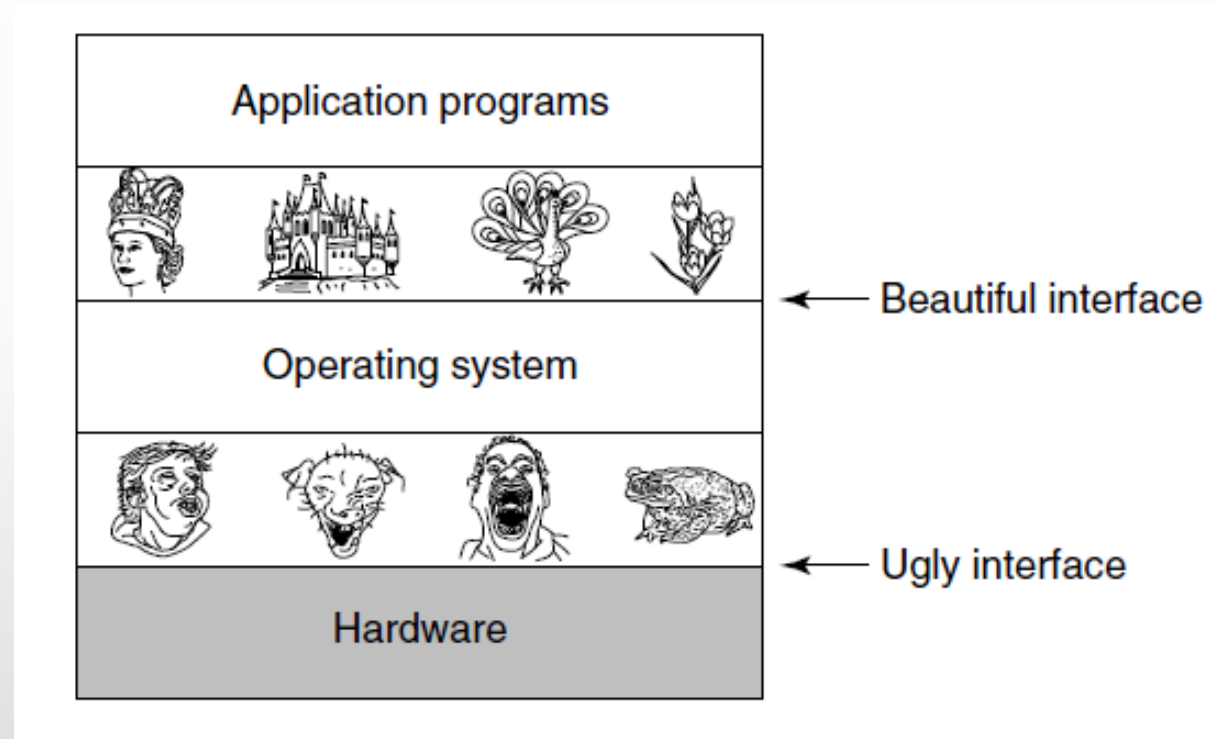 Application programs
Beautiful interface
Operating system
Ugly interface
Hardware